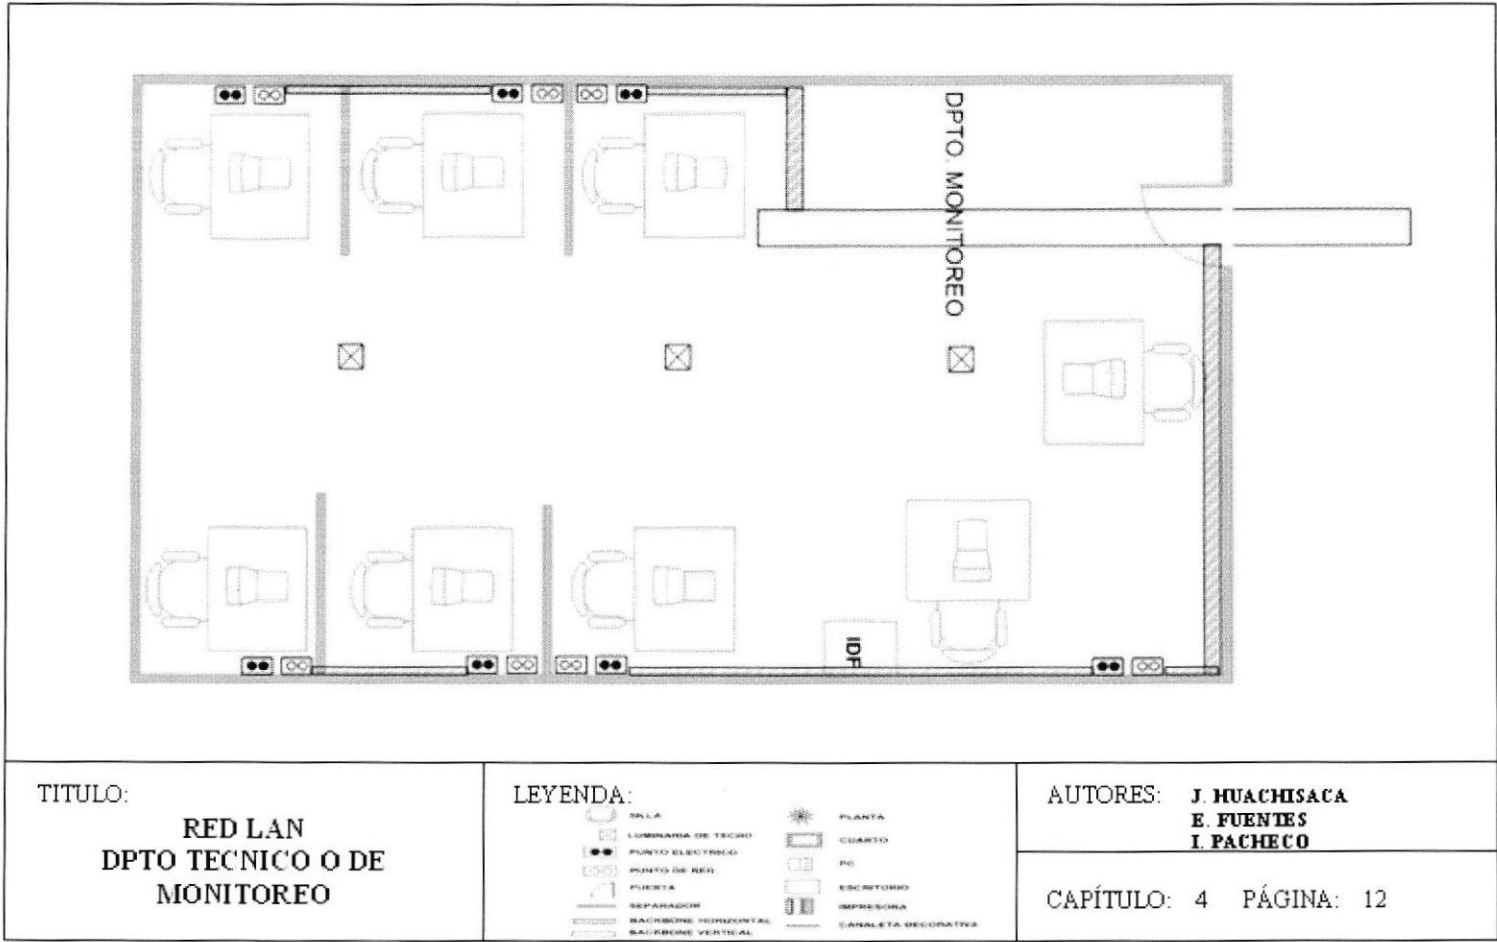 DPTO. MONITOREO
IDF
TITULO:
RED LAN
DPTO TECNICO O DE
MONITOREO
LEYENDA:
SILLA
LUMINARIA DE TECHO
PUNTO ELECTRICO
PUNTO DE RED
PUERTA
SEPARADOR
BACKBONE HORIZONTAL
BACKBONE VERTICAL
PLANTA
CUARTO
PC
ESCRITORIO
IMPRESORA
CANALETA DECORATIVA
AUTORES: J. HUACHISACA
E. FUENTES
I. PACHECO
CAPÍTULO: 4 PÁGINA: 12